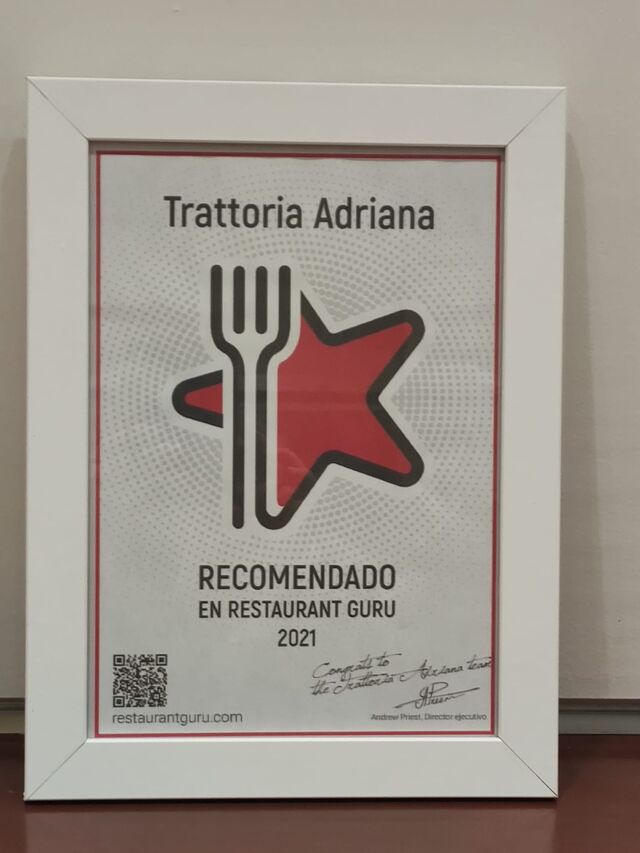 Trattoria Adriana
RECOMENDADO
EN RESTAURANT GURU
2021
Congrats to
the Trattoria Adriana team
restaurantguru.com
Andrew Priest, Director ejecutivo